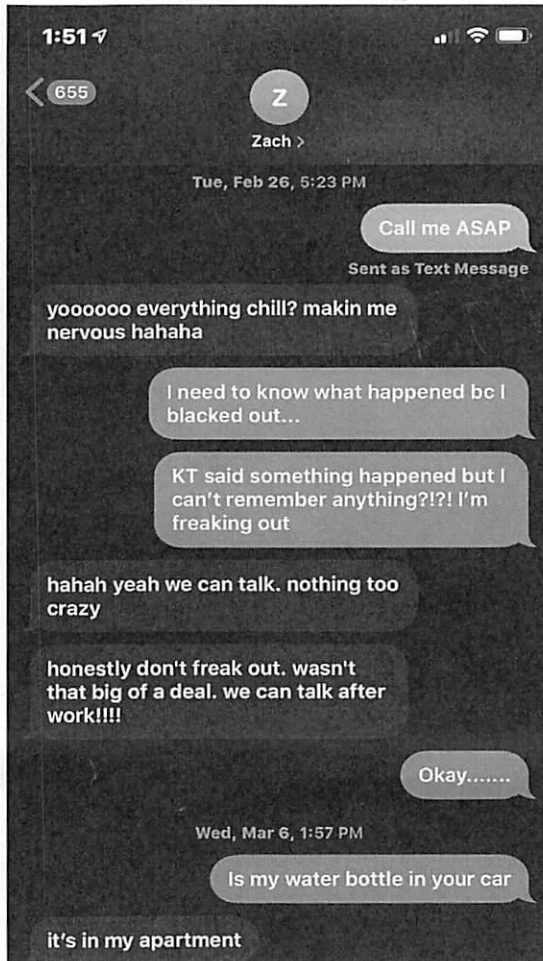 1:51
655
Z
Zach >
Tue, Feb 26, 5:23 PM
Call me ASAP
Sent as Text Message
yoooooo everything chill? makin me
nervous hahaha
I need to know what happened bc I
blacked out...
KT said something happened but I
can't remember anything?!?! I'm
freaking out
hahah yeah we can talk. nothing too
crazy
honestly don't freak out. wasn't
that big of a deal. we can talk after
work!!!!
Okay.......
Wed, Mar 6, 1:57 PM
Is my water bottle in your car
it's in my apartment